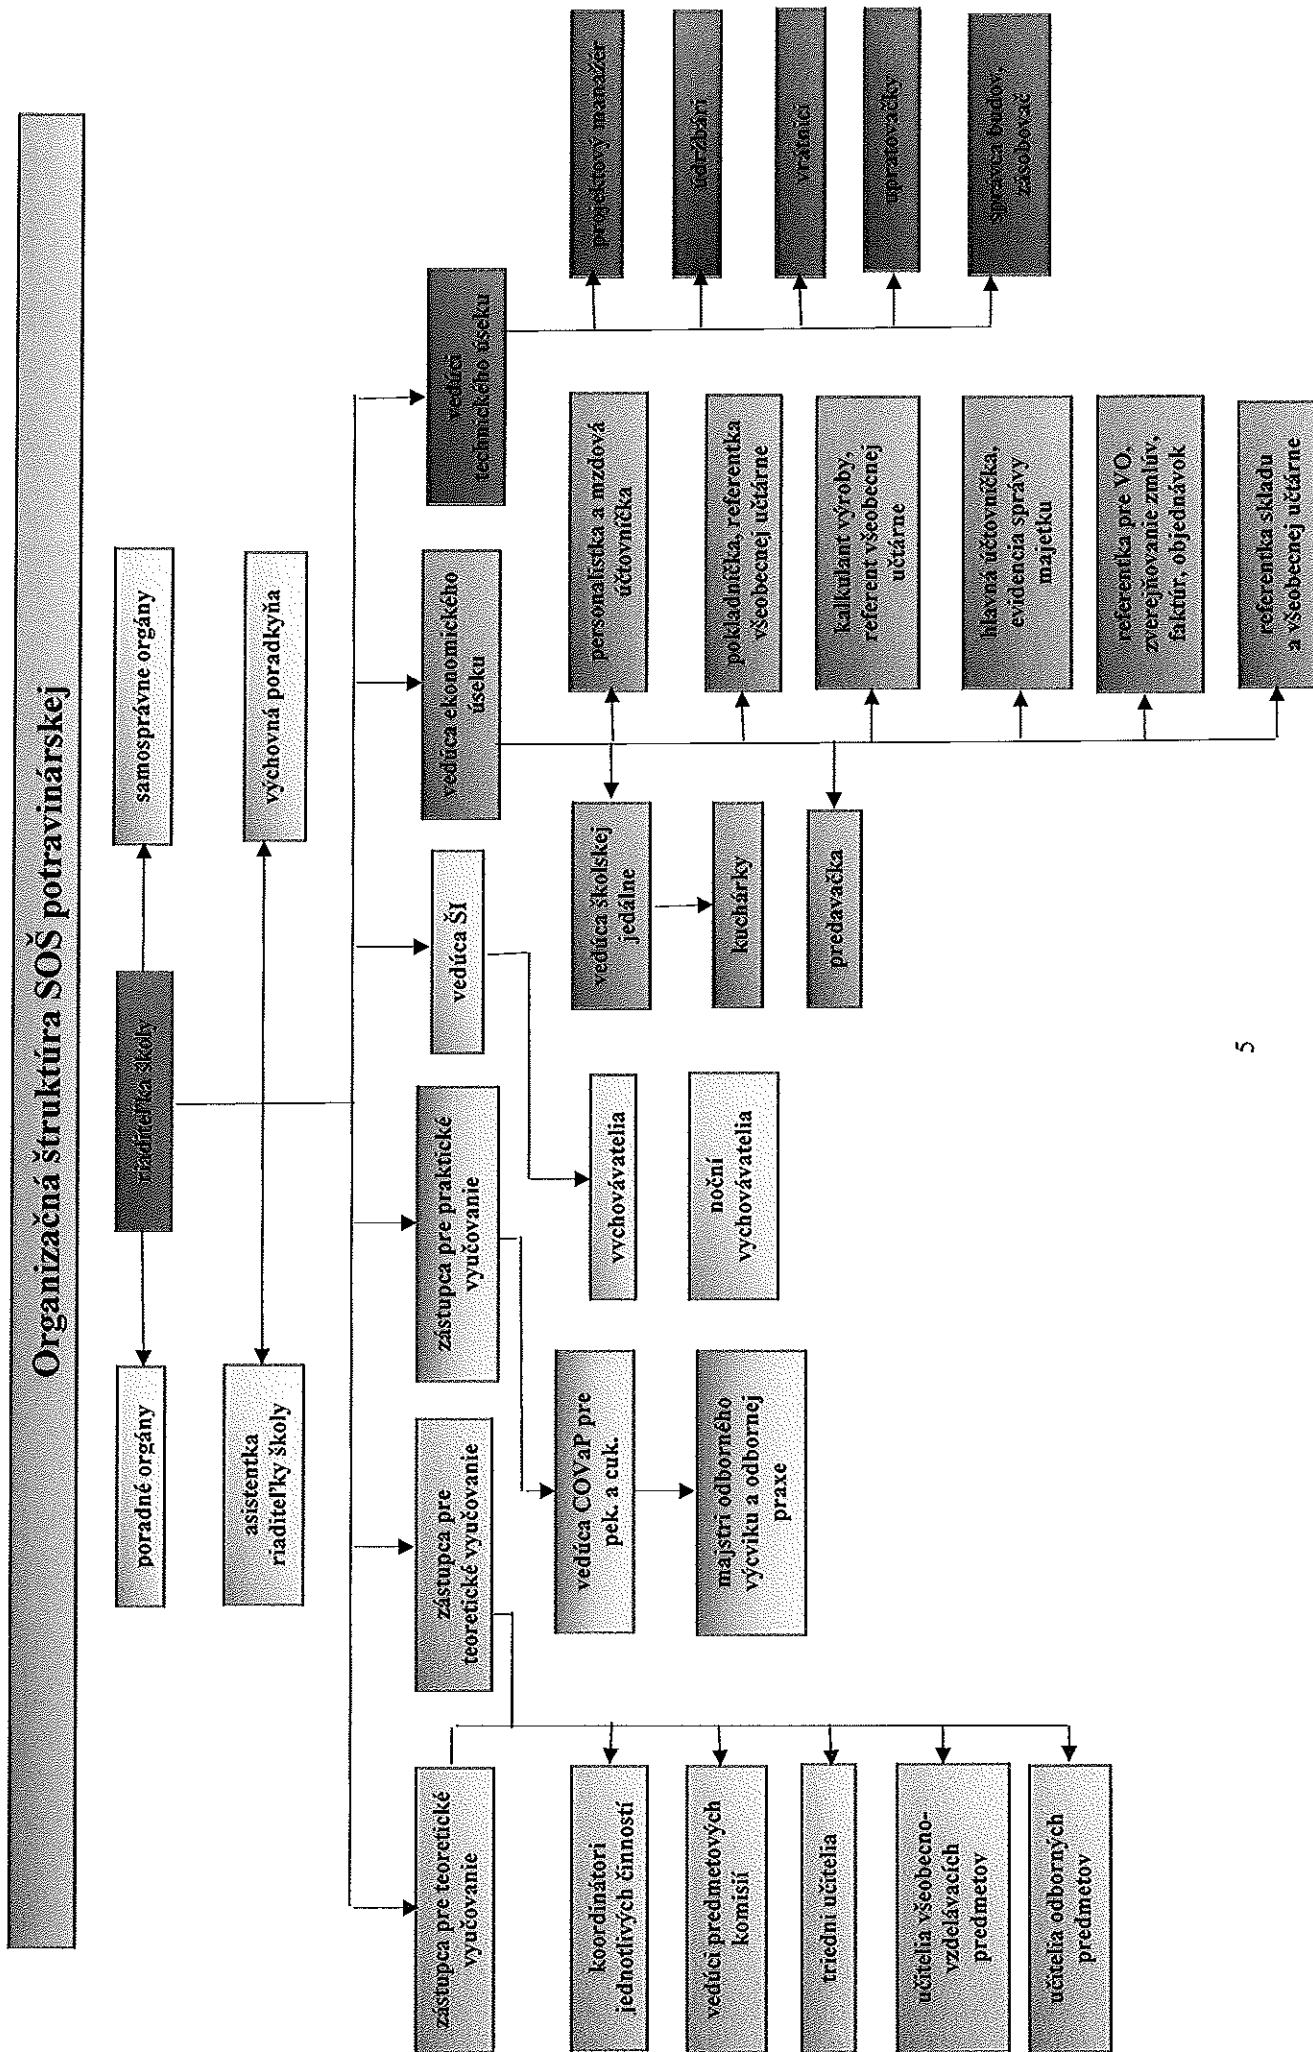 Organizačná štruktúra SOŠ potravinárskej
poradné orgány
riaditeľka školy
samosprávne orgány
asistentka
riaditeľky školy
výchovná poradkyňa
zástupca pre teoretické
vyučovanie
zástupca pre
teoretické vyučovanie
zástupca pre praktické
vyučovanie
vedúca ŠI
vedúca ekonomického
úseku
vedúci
technického úseku
koordinátori
jednotlivých činností
vedúci predmetových
komisií
triedni učitelia
učitelia všeobecno-
vzdelávacích
predmetov
učitelia odborných
predmetov
vedúca COVaP pre
pek. a cuk.
majstri odborného
výcviku a odbornej
praxe
vychovávatelia
noční
vychovávatelia
vedúca školskej
jedálne
kuchárky
predavačka
personalistka a mzdová
účtovníčka
pokladníčka, referentka
všeobecnej učtárne
kalkulant výroby,
referent všeobecnej
učtárne
hlavná účtovníčka,
evidencia správy
majetku
referentka pre VO,
zverejňovanie zmlúv,
faktúr, objednávok
referentka skladu
a všeobecnej učtárne
projektový manažér
údržbári
vrátnici
upratovačky
správca budov,
zásobovač
5